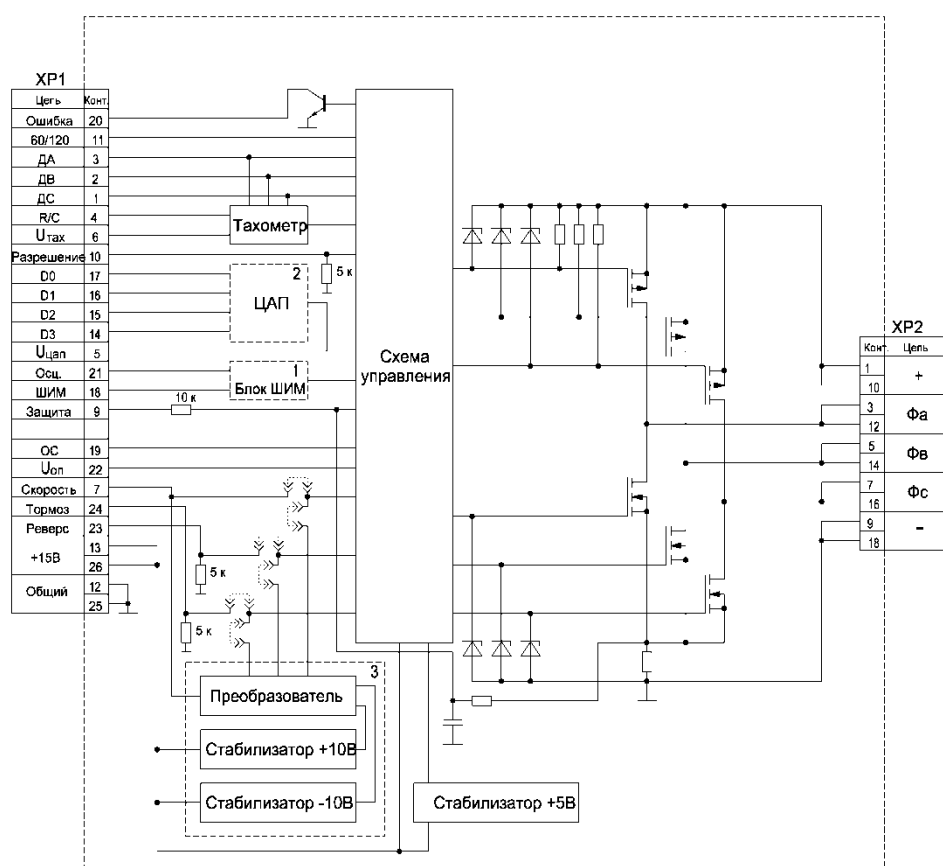 XP1
Цепь Конт.
Ошибка 20
60/120 11
ДА 3
ДВ 2
ДС 1
R/C 4
Uтах 6
Разрешение 10
D0 17
D1 16
D2 15
D3 14
Uцап 5
Осц. 21
ШИМ 18
Защита 9
ОС 19
Uоп 22
Скорость 7
Тормоз 24
Реверс 23
+15В 13
26
Общий 12
25
Тахометр
5 к
2
ЦАП
1
Блок ШИМ
10 к
Схема
управления
5 к
5 к
3
Преобразователь
Стабилизатор +10В
Стабилизатор -10В
Стабилизатор +5В
XP2
Конт. Цепь
1 +
10
3 Фа
12
5 Фв
14
7 Фс
16
9 −
18